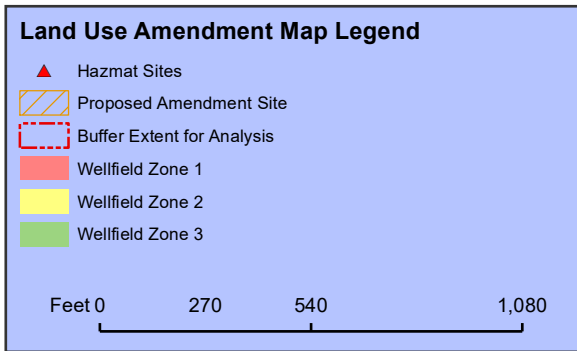 Land Use Amendment Map Legend
Hazmat Sites
Proposed Amendment Site
Buffer Extent for Analysis
Wellfield Zone 1
Wellfield Zone 2
Wellfield Zone 3
Feet 0 270 540 1,080